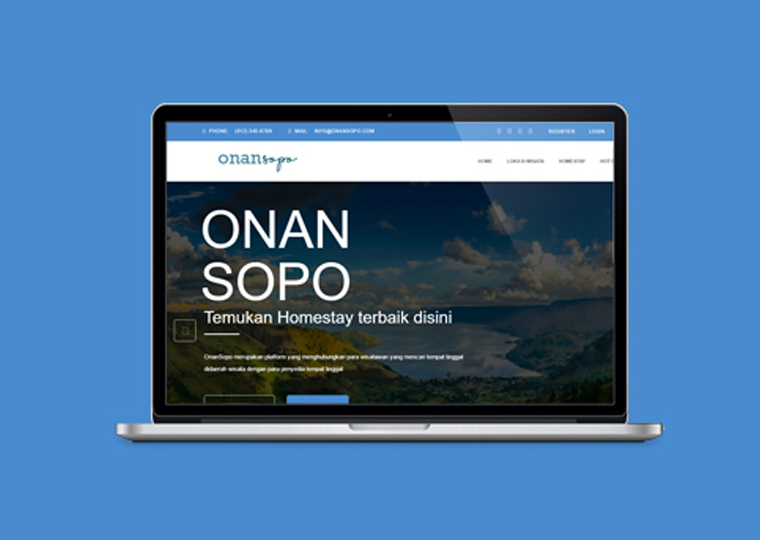 PHONE: (012) 345 6789 MAIL: INFO@ONANSOPO.COM REGISTER LOGIN
onansopo HOME LOKASI WISATA HOMESTAY HOT
ONAN
SOPO
Temukan Homestay terbaik disini
OnanSopo merupakan platform yang menghubungkan para wisatawan yang mencari tempat tinggal
didaerah wisata dengan para penyedia tempat tinggal